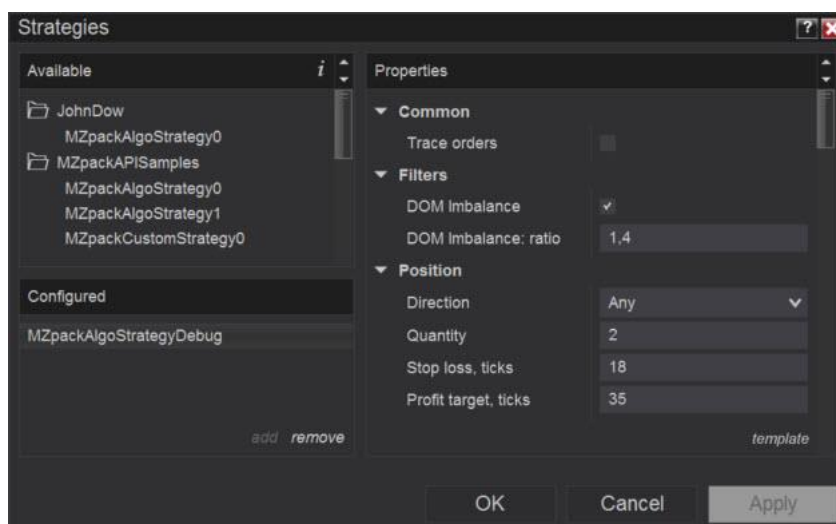 Strategies
?
Available
i
JohnDow
MZpackAlgoStrategy0
MZpackAPISamples
MZpackAlgoStrategy0
MZpackAlgoStrategy1
MZpackCustomStrategy0
Configured
MZpackAlgoStrategyDebug
add remove
Properties
Common
Trace orders
Filters
DOM Imbalance
DOM Imbalance: ratio 1,4
Position
Direction Any
Quantity 2
Stop loss, ticks 18
Profit target, ticks 35
template
OK Cancel Apply